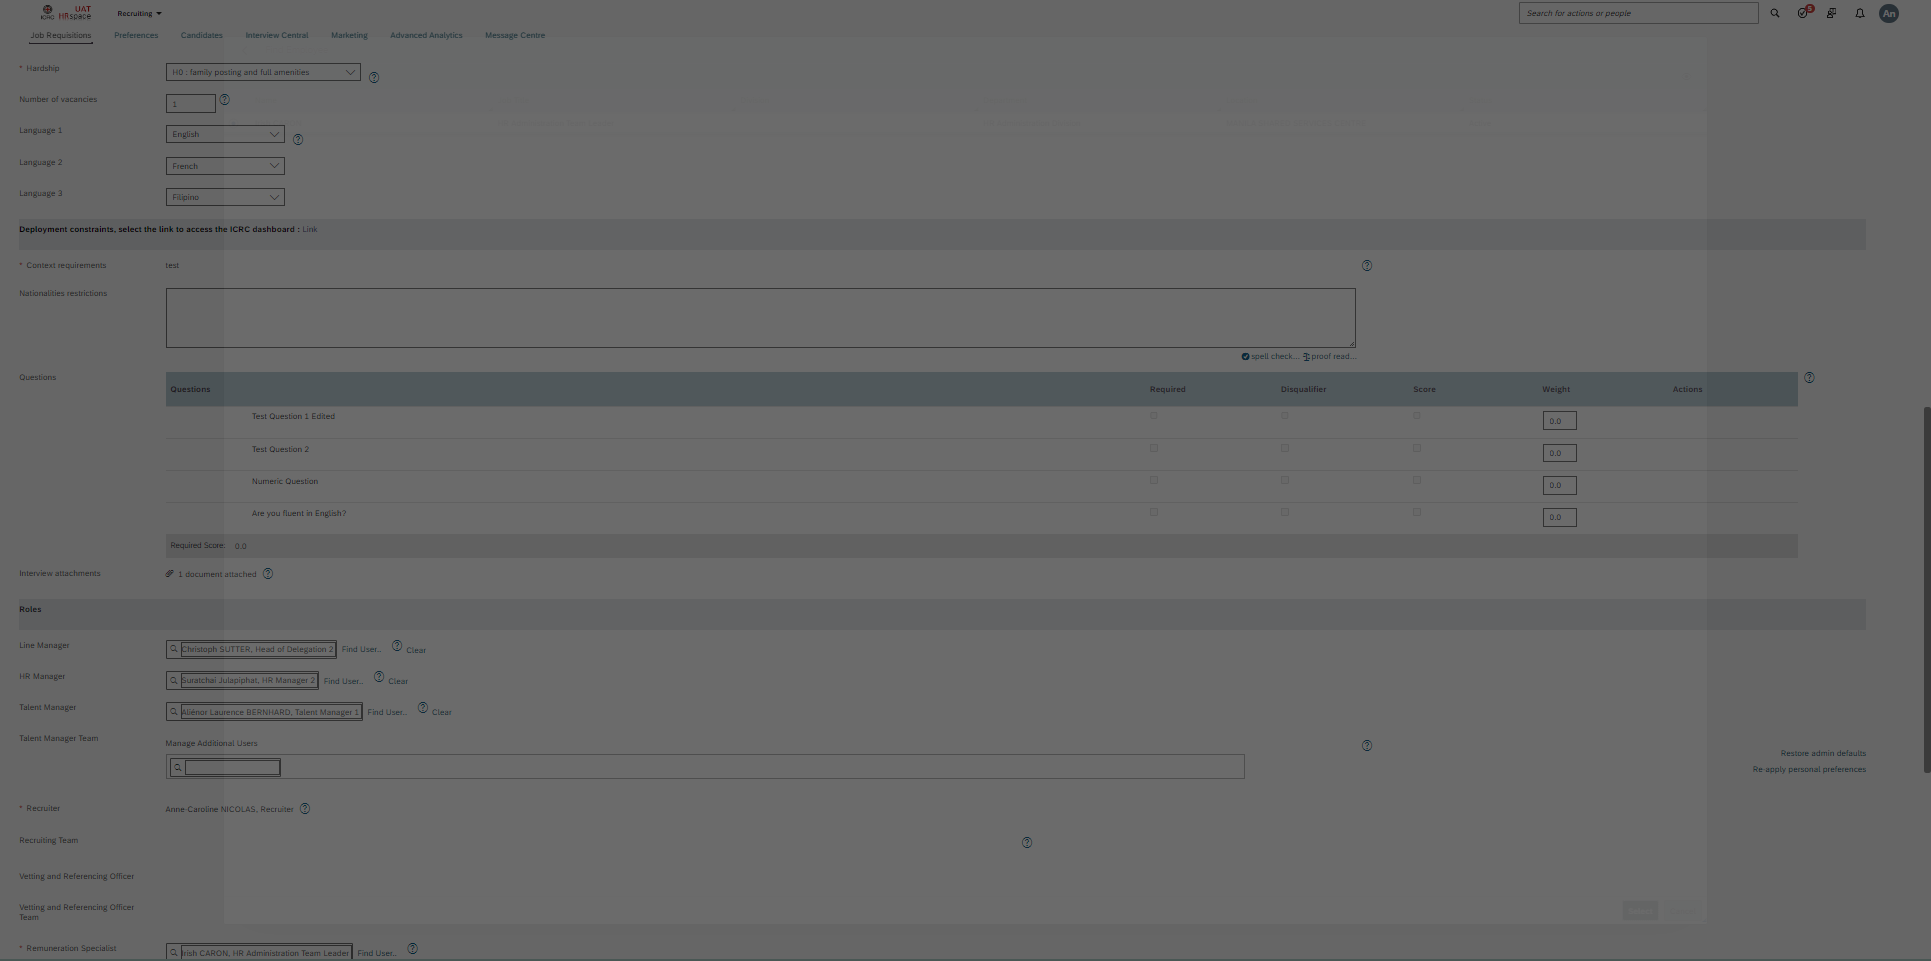 UAT
ICRC HRspace
Recruiting
Search for actions or people
5
An
Job Requisitions Preferences Candidates Interview Central Marketing Advanced Analytics Message Centre
* Hardship
H0 : family posting and full amenities
Number of vacancies
1
Language 1
English
Language 2
French
Language 3
Filipino
Deployment constraints, select the link to access the ICRC dashboard : Link
* Context requirements
test
Nationalities restrictions
spell check... proof read...
Questions
Questions Required Disqualifier Score Weight Actions
Test Question 1 Edited 0.0
Test Question 2 0.0
Numeric Question 0.0
Are you fluent in English? 0.0
Required Score: 0.0
Interview attachments
1 document attached
Roles
Line Manager
Christoph SUTTER, Head of Delegation 2 Find User... Clear
HR Manager
Suratchai Julapiphat, HR Manager 2 Find User... Clear
Talent Manager
Aliénor Laurence BERNHARD, Talent Manager 1 Find User... Clear
Talent Manager Team
Manage Additional Users
Restore admin defaults
Re-apply personal preferences
* Recruiter
Anne-Caroline NICOLAS, Recruiter
Recruiting Team
Vetting and Referencing Officer
Vetting and Referencing Officer
Team
* Remuneration Specialist
Irish CARON, HR Administration Team Leader Find User...